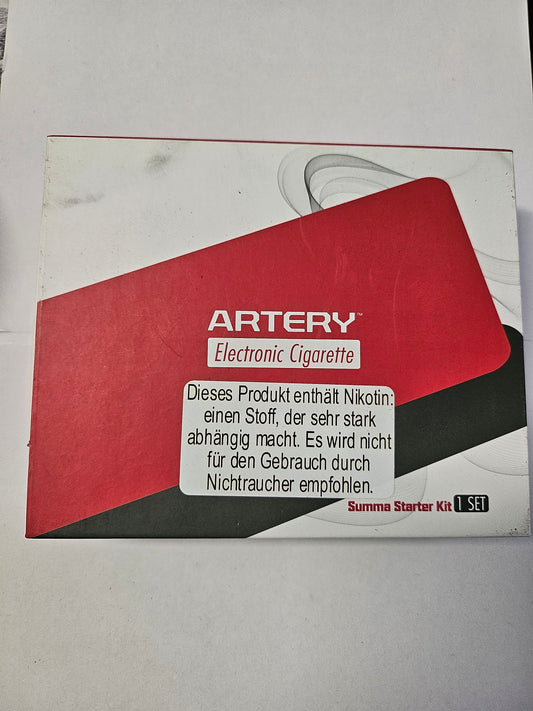 ARTERY™
Electronic Cigarette
Dieses Produkt enthält Nikotin:
einen Stoff, der sehr stark
abhängig macht. Es wird nicht
für den Gebrauch durch
Nichtraucher empfohlen.
Summa Starter Kit 1 SET